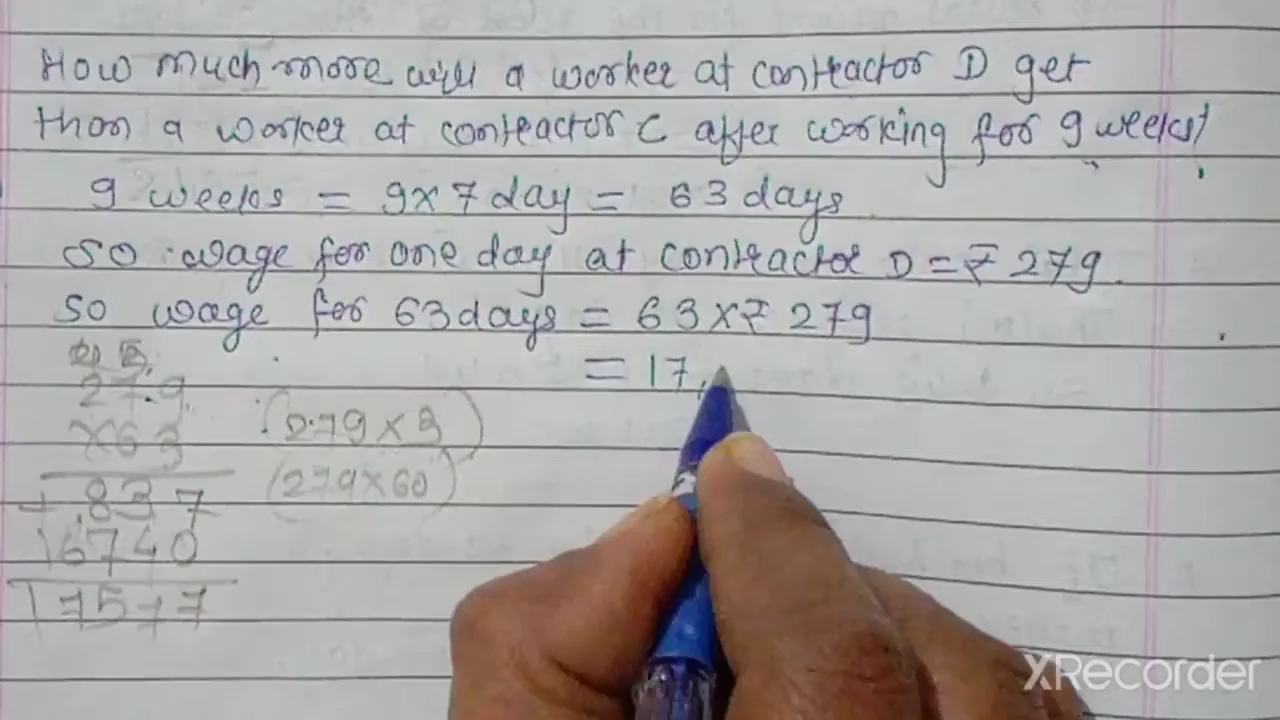 How much more will a worker at contractor D get
than a worker at contractor C after working for 9 weeks?
9 weeks = 9x7 day = 63 days
So wage for one day at contractor D = ₹ 279
So wage for 63 days = 63 x ₹ 279
= 17,
279
x63
(279 x 3)
+ 837
(279 x 60)
16740
17577
XRecorder